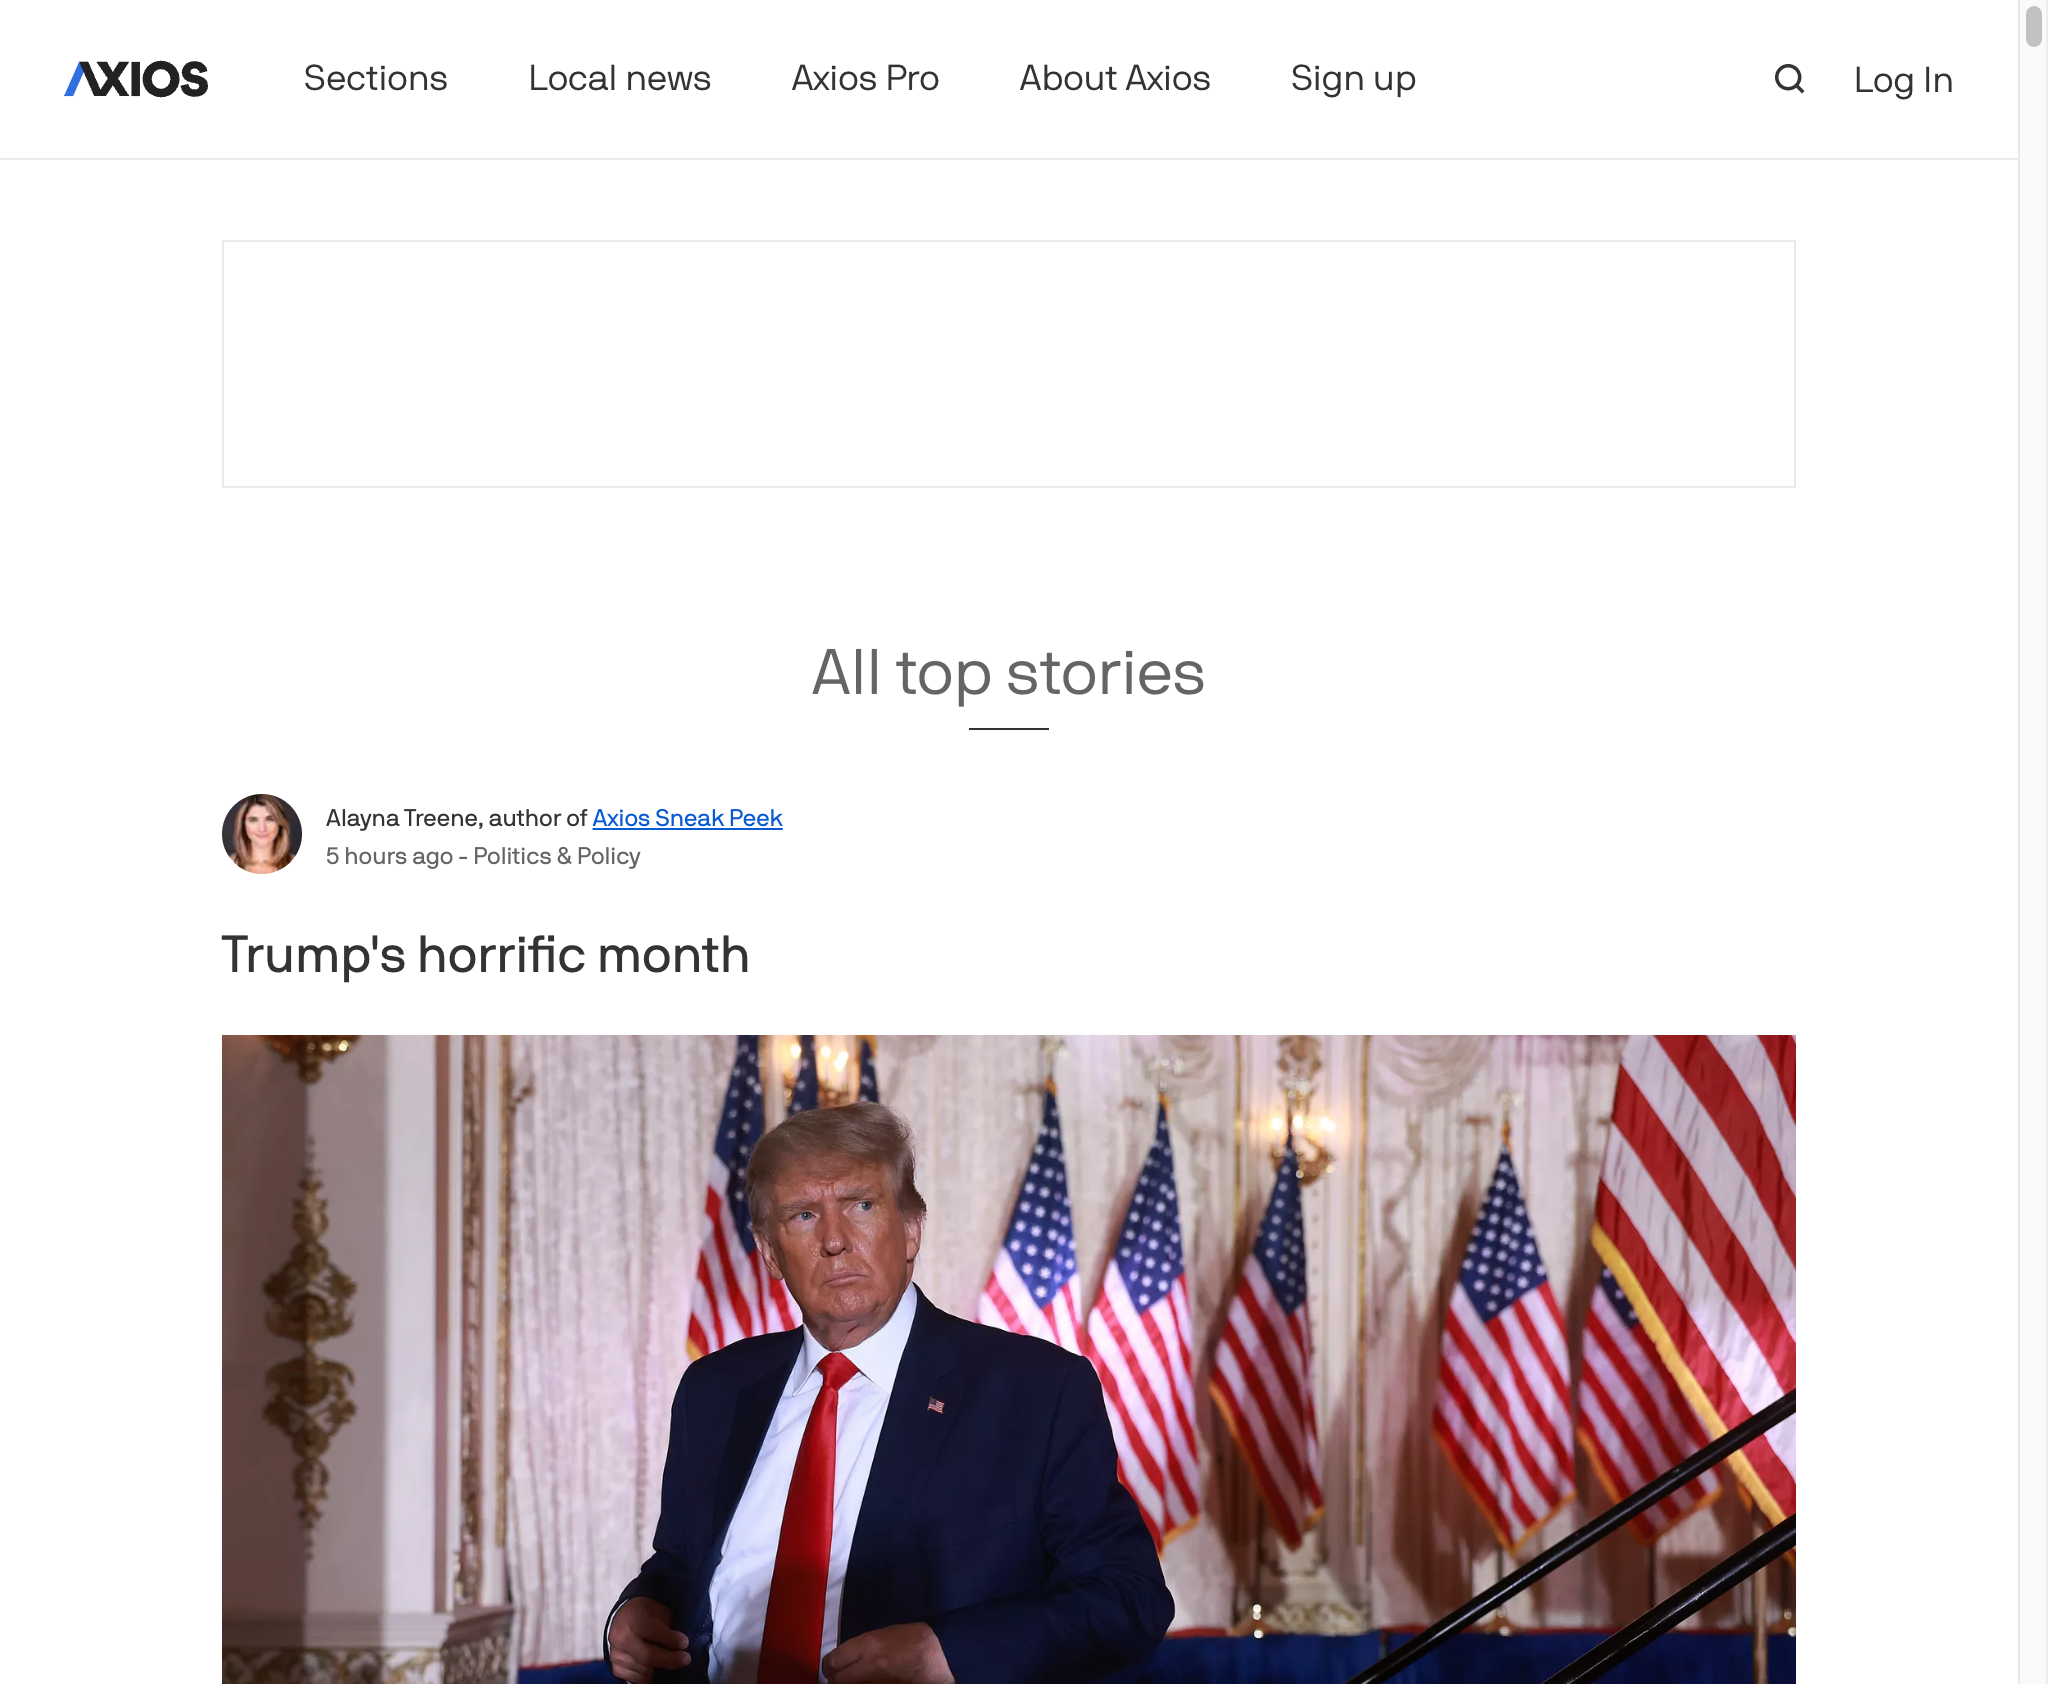 AXIOS
Sections
Local news
Axios Pro
About Axios
Sign up
Log In
All top stories
Alayna Treene, author of Axios Sneak Peek
5 hours ago - Politics & Policy
Trump's horrific month